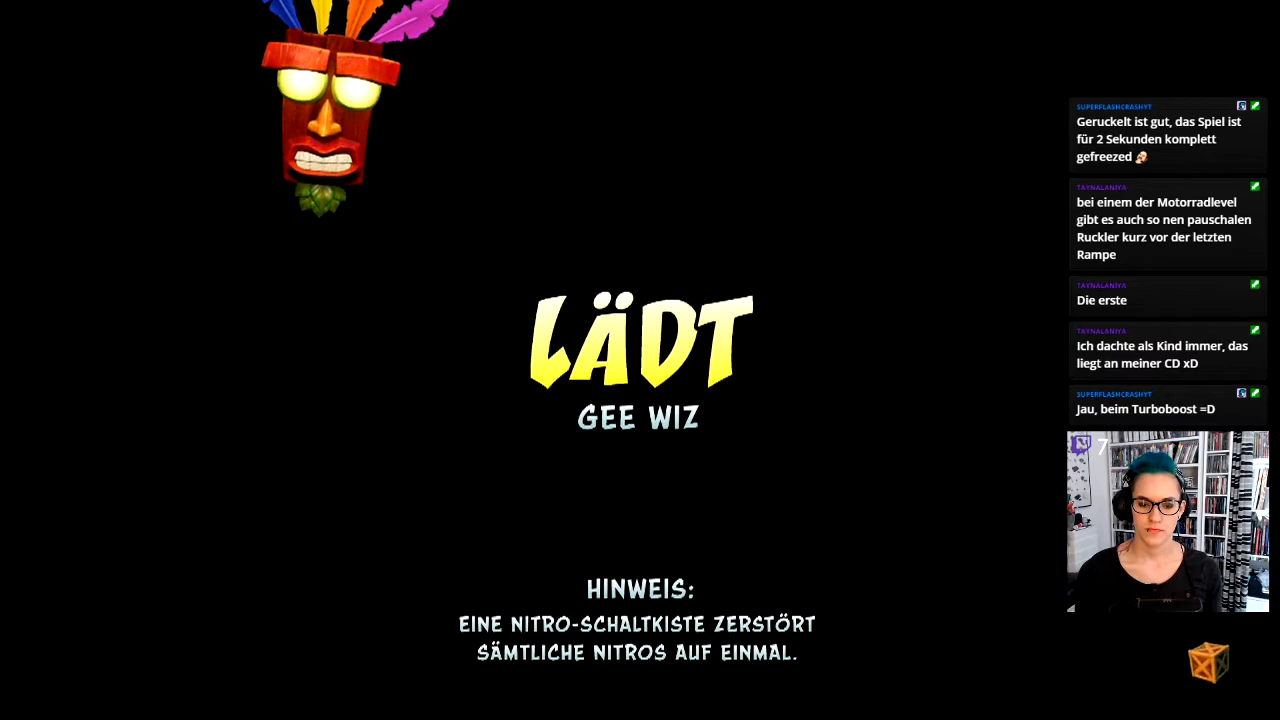 SUPERFLASHCRASHYT
Geruckelt ist gut, das Spiel ist
für 2 Sekunden komplett
gefreezed
TAYNALANIYA
bei einem der Motorradlevel
gibt es auch so nen pauschalen
Ruckler kurz vor der letzten
Rampe
TAYNALANIYA
Die erste
TAYNALANIYA
Ich dachte als Kind immer, das
liegt an meiner CD xD
SUPERFLASHCRASHYT
Jau, beim Turboboost =D
7
LÄDT
GEE WIZ
HINWEIS:
EINE NITRO-SCHALTKISTE ZERSTÖRT
SÄMTLICHE NITROS AUF EINMAL.